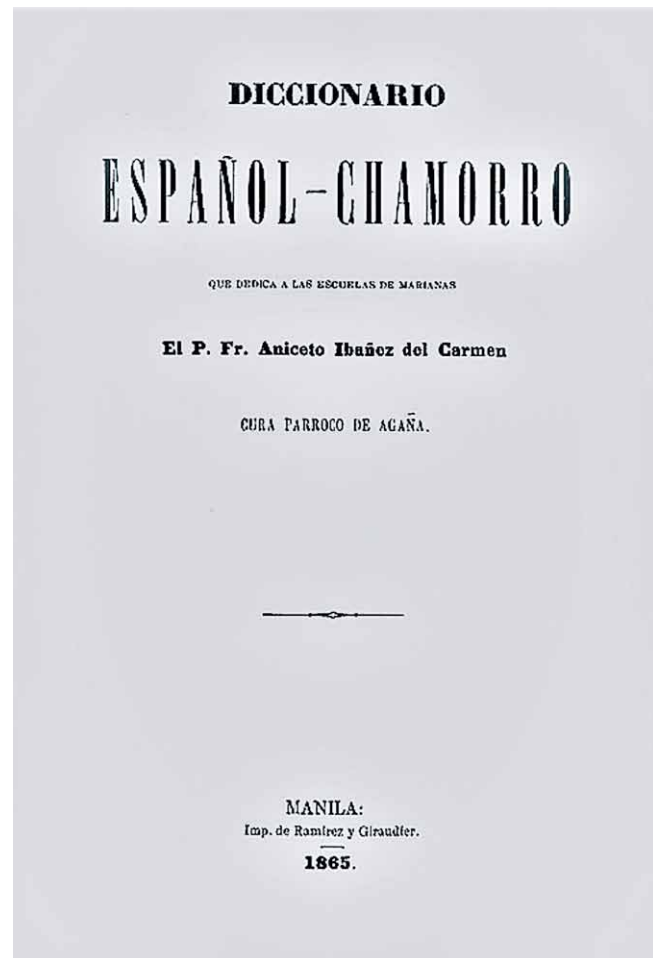 DICCIONARIO
ESPAÑOL-CHAMORRO
QUE DEDICA A LAS ESCUELAS DE MARIANAS
El P. Fr. Aniceto Ibañez del Carmen
CURA PARROCO DE AGAÑA.
MANILA:
Imp. de Ramirez y Giraudier.
1865.